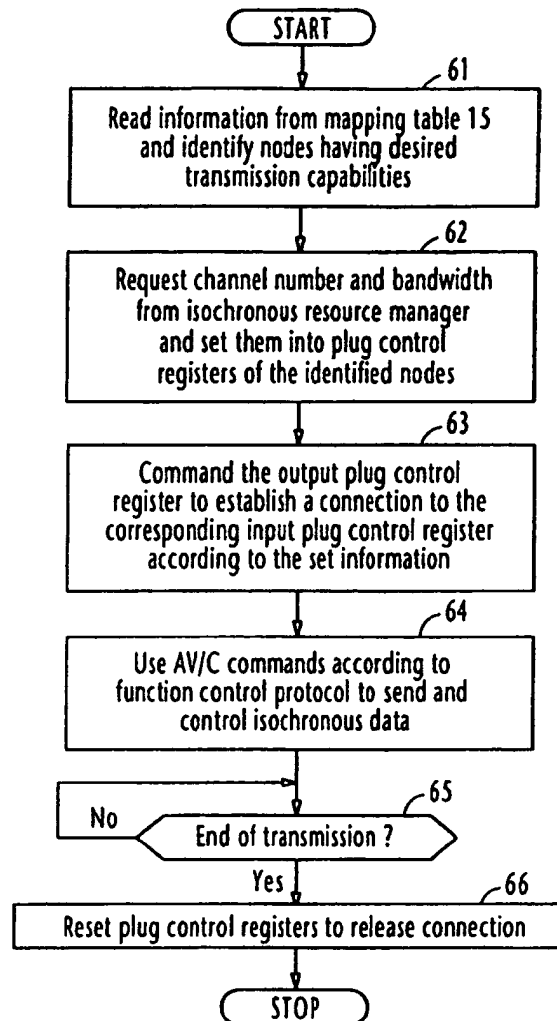 START
61
Read information from mapping table 15
and identify nodes having desired
transmission capabilities
62
Request channel number and bandwidth
from isochronous resource manager
and set them into plug control
registers of the identified nodes
63
Command the output plug control
register to establish a connection to the
corresponding input plug control register
according to the set information
64
Use AV/C commands according to
function control protocol to send and
control isochronous data
65
No
End of transmission ?
Yes
66
Reset plug control registers to release connection
STOP